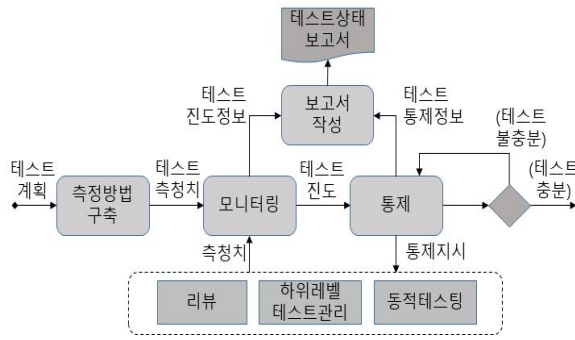 테스트상태
보고서
테스트
진도정보
보고서
작성
테스트
통제정보
(테스트
불충분)
테스트
계획
측정방법
구축
테스트
측청치
모니터링
테스트
진도
통제
(테스트
충분)
측청치
통제지시
리뷰
하위레벨
테스트관리
동적테스팅